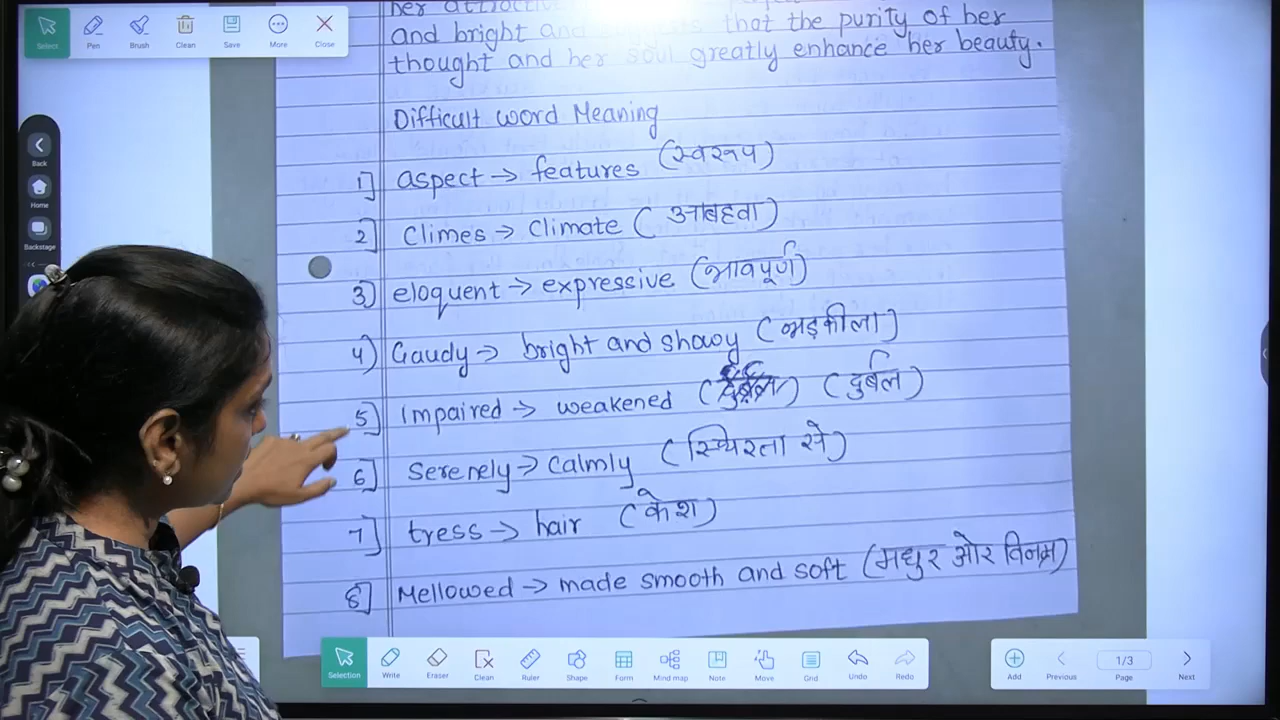 Select Pen Brush Clean Save More Close
her attractive
and bright and that the purity of her
thought and her soul greatly enhance her beauty.
Difficult word Meaning
1] aspect → features (स्वरूप)
2] Climes → climate (आबहवा)
3) eloquent → expressive (भावपूर्ण)
4) Gaudy → bright and showy (भड़कीला)
5] Impaired → weakened (दुर्बल)
6] Serenely → Calmly (स्थिरता से)
7] tress → hair (केश)
8] Mellowed → made smooth and soft (मधुर ओर विनम्र)
Back
Home
Backstage
Selection Write Eraser Clean Ruler Shape Form Mind map Note Move Grid Undo Redo
Add Previous 1/3 Page Next